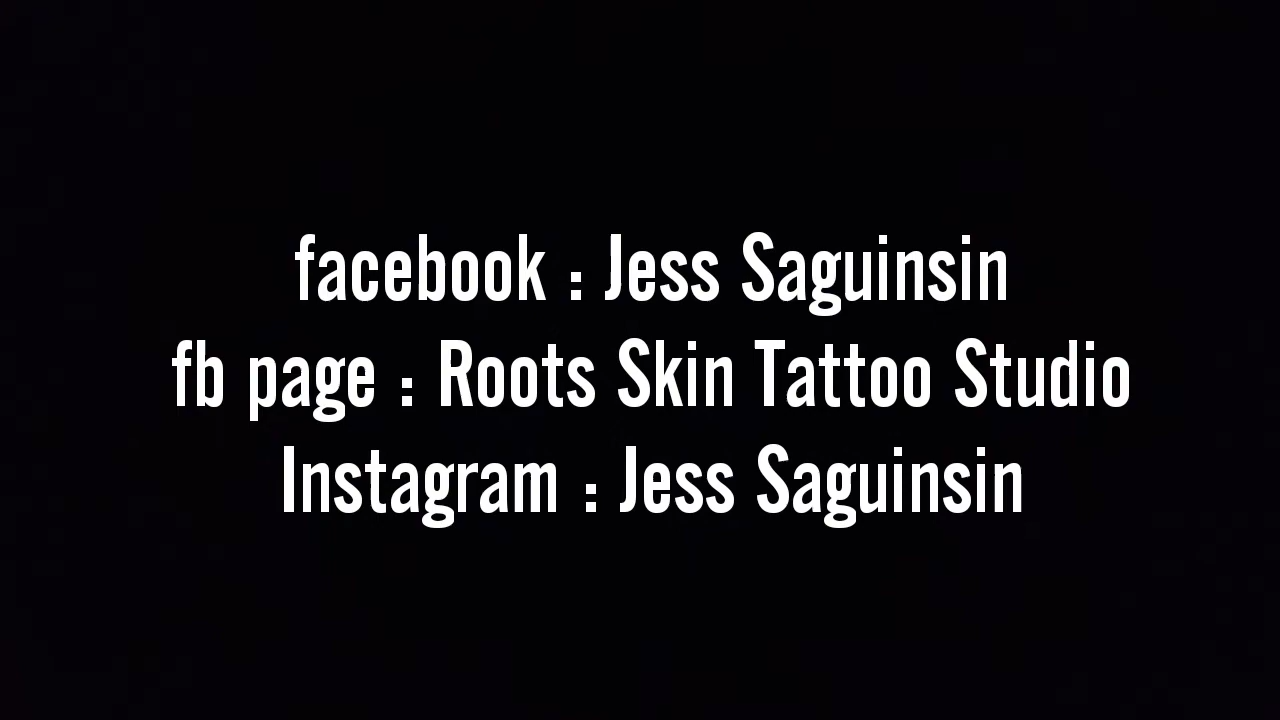 facebook : Jess Saguinsin
fb page : Roots Skin Tattoo Studio
Instagram : Jess Saguinsin